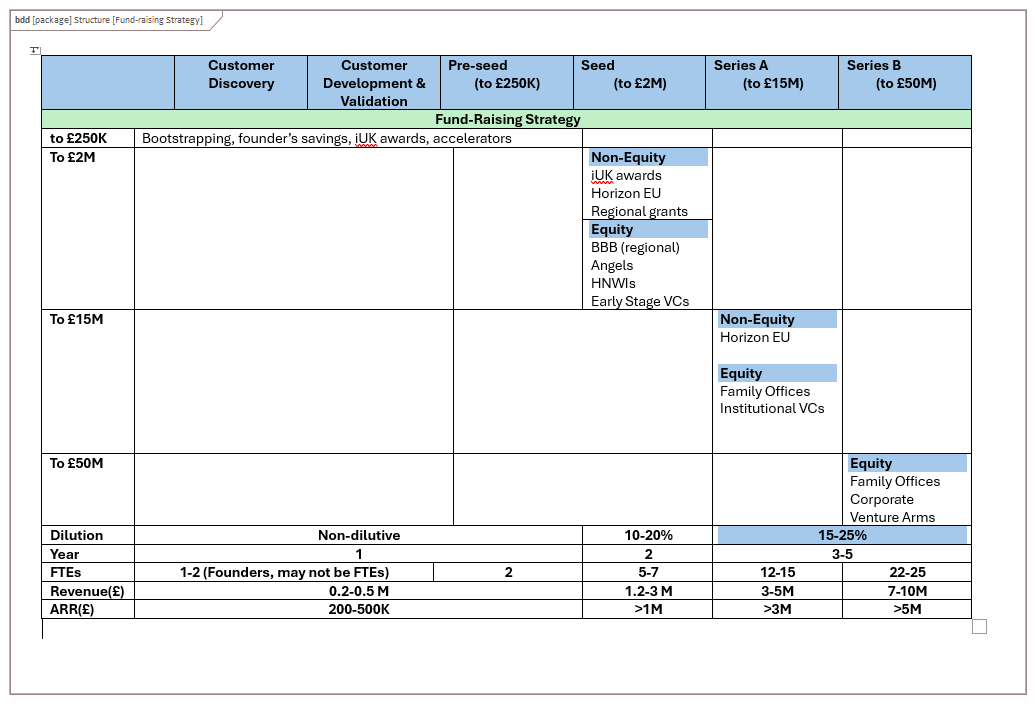 bdd [package] Structure [Fund-raising Strategy]
Customer Discovery
Customer Development & Validation
Pre-seed (to £250K)
Seed (to £2M)
Series A (to £15M)
Series B (to £50M)
Fund-Raising Strategy
to £250K Bootstrapping, founder's savings, iUK awards, accelerators
To £2M
Non-Equity
iUK awards
Horizon EU
Regional grants
Equity
BBB (regional)
Angels
HNWIs
Early Stage VCs
To £15M
Non-Equity
Horizon EU
Equity
Family Offices
Institutional VCs
To £50M
Equity
Family Offices
Corporate
Venture Arms
Dilution Non-dilutive 10-20% 15-25%
Year 1 2 3-5
FTEs 1-2 (Founders, may not be FTEs) 2 5-7 12-15 22-25
Revenue(£) 0.2-0.5 M 1.2-3 M 3-5M 7-10M
ARR(£) 200-500K >1M >3M >5M